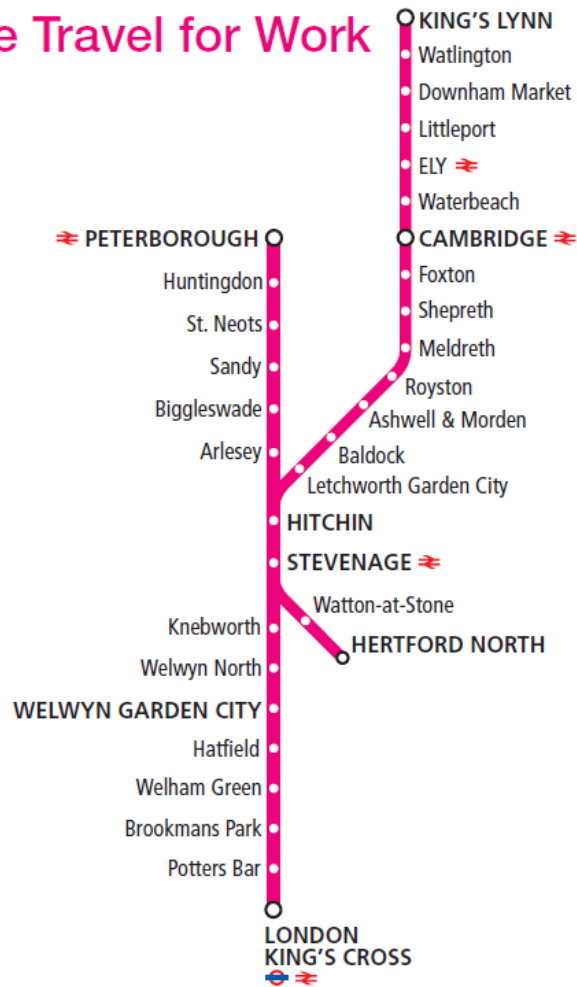 e Travel for Work
KING'S LYNN
Watlington
Downham Market
Littleport
ELY
Waterbeach
PETERBOROUGH
CAMBRIDGE
Huntingdon
Foxton
St. Neots
Shepreth
Sandy
Meldreth
Royston
Biggleswade
Ashwell & Morden
Arlesey
Baldock
Letchworth Garden City
HITCHIN
STEVENAGE
Watton-at-Stone
Knebworth
HERTFORD NORTH
Welwyn North
WELWYN GARDEN CITY
Hatfield
Welham Green
Brookmans Park
Potters Bar
LONDON
KING'S CROSS